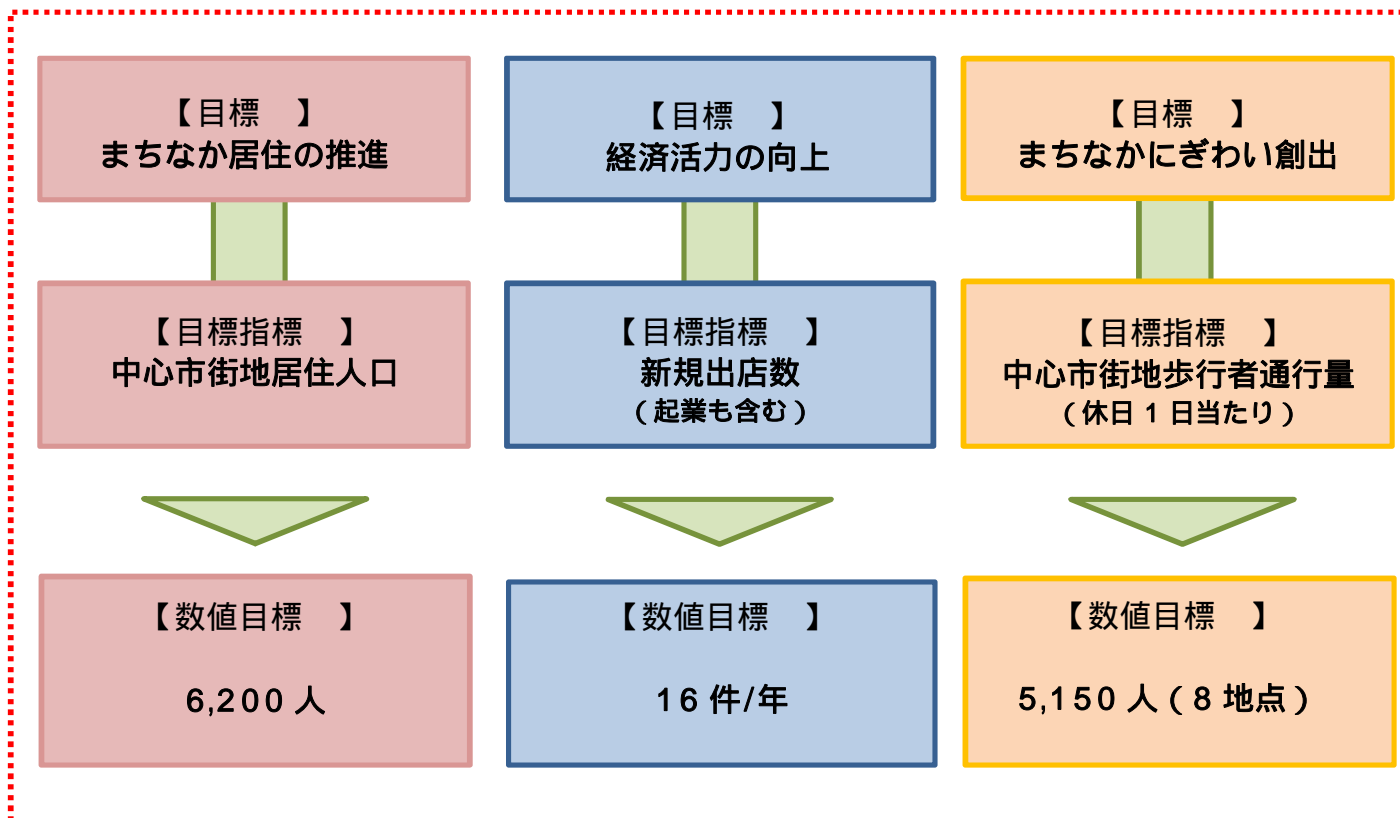 【目標　】
まちなか居住の推進
【目標　】
経済活力の向上
【目標　】
まちなかにぎわい創出
【目標指標　】
中心市街地居住人口
【目標指標　】
新規出店数
（起業も含む）
【目標指標　】
中心市街地歩行者通行量
（休日１日当たり）
【数値目標　】
6,200 人
【数値目標　】
16 件/年
【数値目標　】
5,150 人（8 地点）